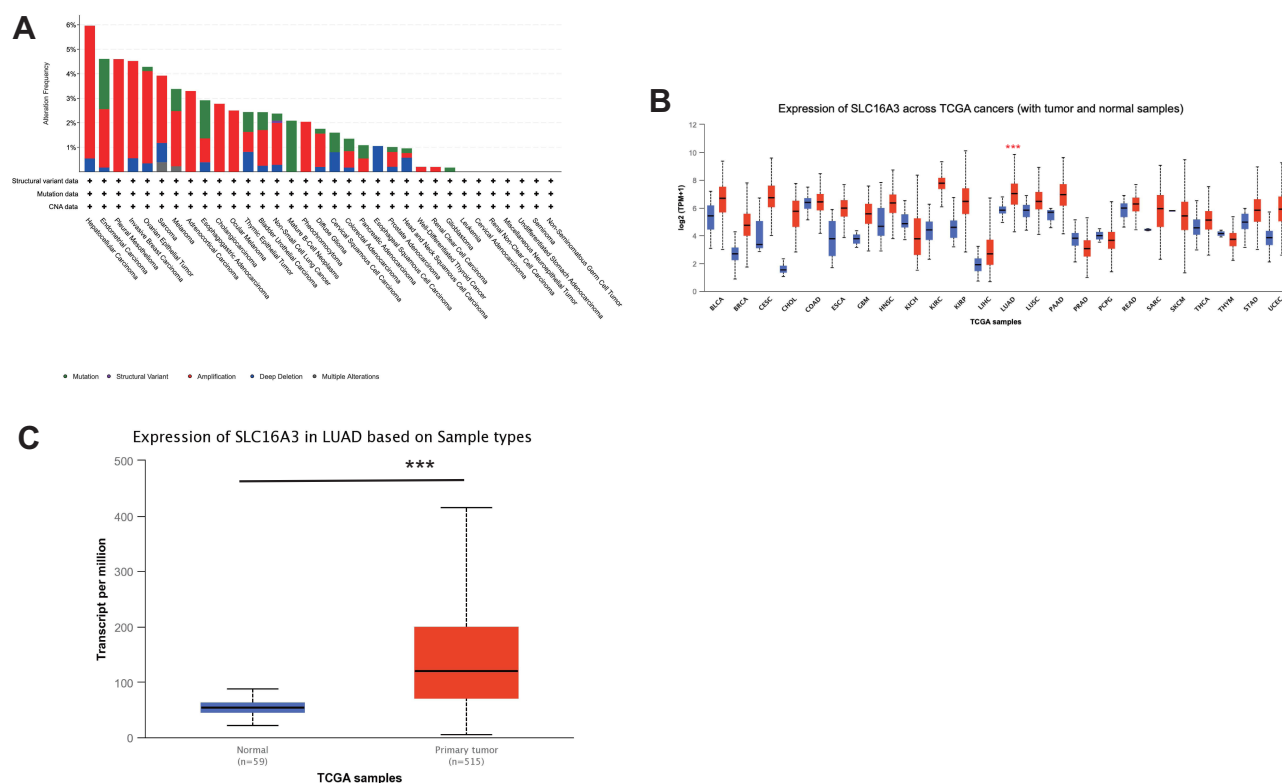 A
6%
5%
4%
3%
2%
1%
Alteration Frequency
Structural variant data
Mutation data
CNA data
Hepatocellular Carcinoma
Endometrial Carcinoma
Pleural Mesothelioma
Invasive Breast Carcinoma
Ovarian Epithelial Tumor
Sarcoma
Melanoma
Adrenocortical Carcinoma
Esophagogastric Adenocarcinoma
Cholangiocarcinoma
Ocular Melanoma
Thymic Epithelial Tumor
Bladder Urothelial Carcinoma
Non-Small Cell Lung Cancer
Mature B-Cell Neoplasms
Pheochromocytoma
Diffuse Glioma
Cervical Squamous Cell Carcinoma
Colorectal Adenocarcinoma
Pancreatic Adenocarcinoma
Esophageal Squamous Cell Carcinoma
Prostate Adenocarcinoma
Head and Neck Squamous Cell Carcinoma
Well-Differentiated Thyroid Cancer
Renal Clear Cell Carcinoma
Glioblastoma
Leukemia
Cervical Adenocarcinoma
Renal Non-Clear Cell Carcinoma
Miscellaneous Neuroepithelial Tumor
Undifferentiated Stomach Adenocarcinoma
Seminoma
Non-Seminomatous Germ Cell Tumor
Mutation Structural Variant Amplification Deep Deletion Multiple Alterations
B
Expression of SLC16A3 across TCGA cancers (with tumor and normal samples)
12
10
8
6
4
2
0
log2 (TPM+1)
***
BLCA
BRCA
CESC
CHOL
COAD
ESCA
GBM
HNSC
KICH
KIRC
KIRP
LIHC
LUAD
LUSC
PAAD
PRAD
PCPG
READ
SARC
SKCM
THCA
THYM
STAD
UCEC
TCGA samples
C
Expression of SLC16A3 in LUAD based on Sample types
500
400
300
200
100
0
Transcript per million
***
Normal
(n=59)
Primary tumor
(n=515)
TCGA samples